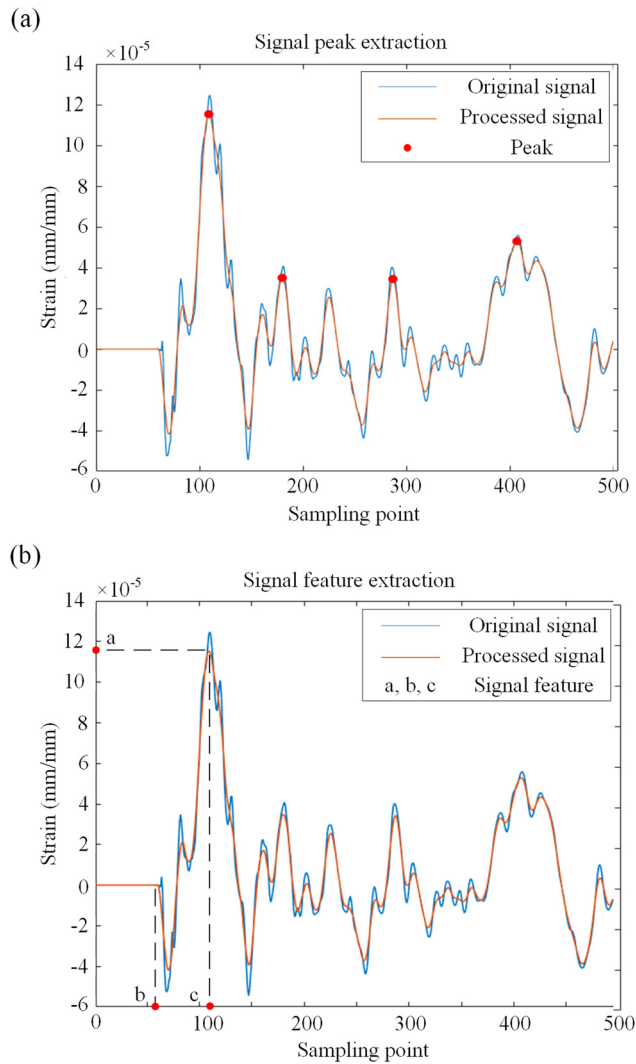 (a)
Signal peak extraction
×10-5
14
12
10
8
6
4
2
0
-2
-4
-6
Strain (mm/mm)
Original signal
Processed signal
Peak
0
100
200
300
400
500
Sampling point
(b)
Signal feature extraction
×10-5
14
12
10
8
6
4
2
0
-2
-4
-6
Strain (mm/mm)
Original signal
Processed signal
a, b, c Signal feature
a
b
c
0
100
200
300
400
500
Sampling point